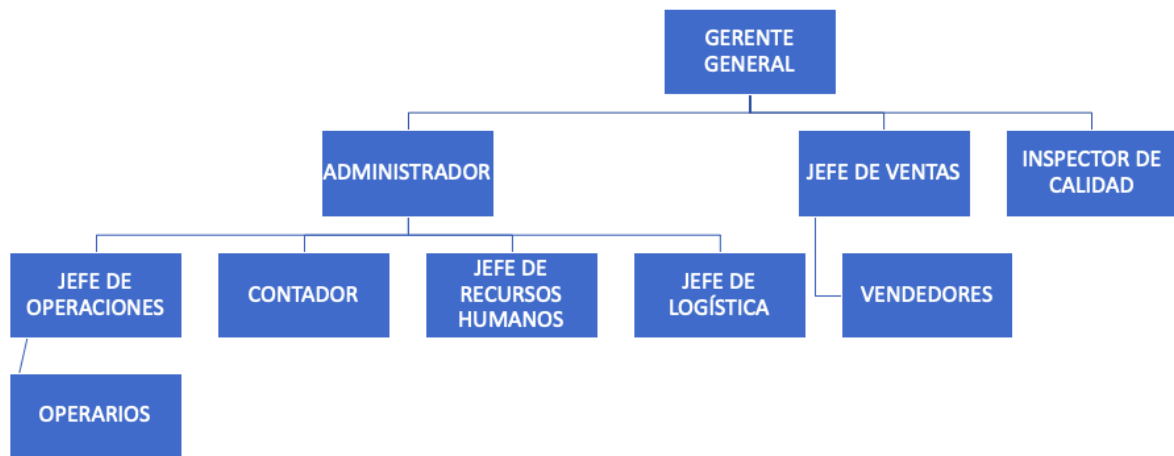 GERENTE
GENERAL
ADMINISTRADOR
JEFE DE VENTAS
INSPECTOR DE
CALIDAD
JEFE DE
OPERACIONES
CONTADOR
JEFE DE
RECURSOS
HUMANOS
JEFE DE
LOGÍSTICA
VENDEDORES
OPERARIOS